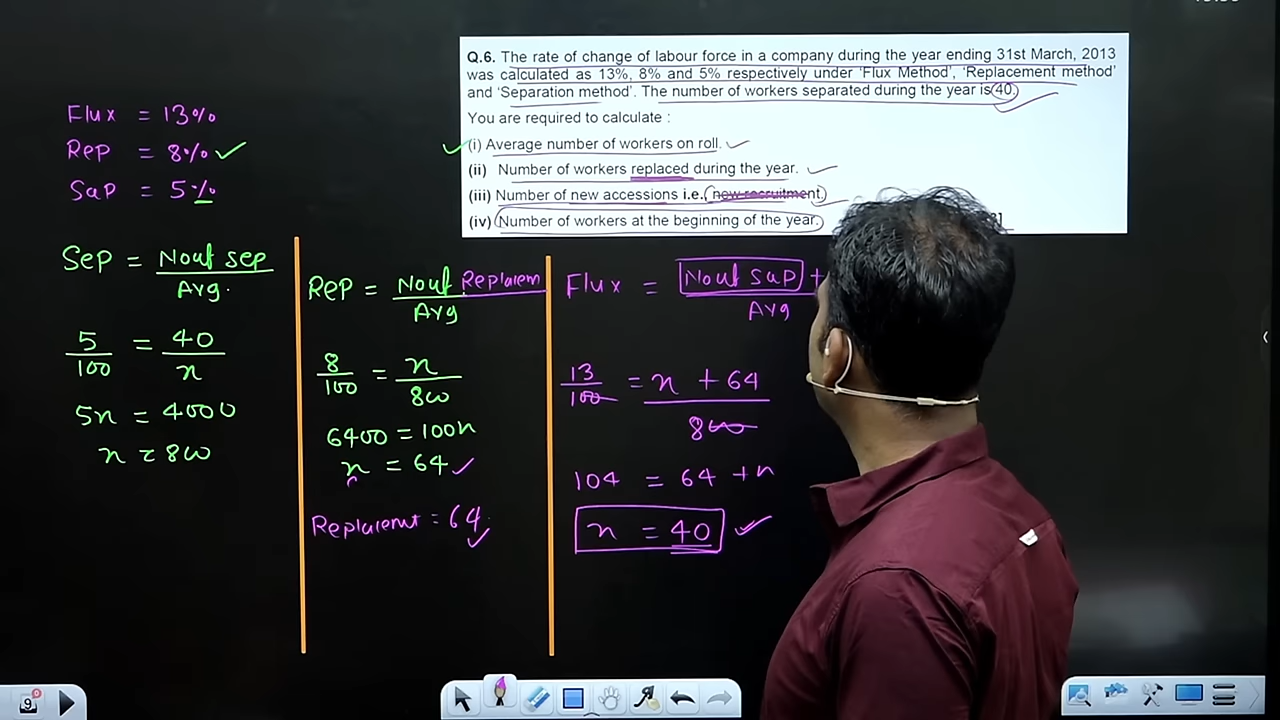 Q.6. The rate of change of labour force in a company during the year ending 31st March, 2013
was calculated as 13%, 8% and 5% respectively under 'Flux Method', 'Replacement method'
and 'Separation method'. The number of workers separated during the year is 40.
You are required to calculate :
(i) Average number of workers on roll.
(ii) Number of workers replaced during the year.
(iii) Number of new accessions i.e. new recruitment.
(iv) Number of workers at the beginning of the year.
Flux = 13%
Rep = 8%
Sap = 5%
Sep = No of sep
Avg.
5/100 = 40/n
5n = 4000
n = 800
Rep = No of Replacem
Avg
8/100 = n/800
6400 = 100n
n = 64
Replacemt = 64
Flux = No of sap +
Avg
13/100 = n + 64
800
104 = 64 + n
n = 40
9